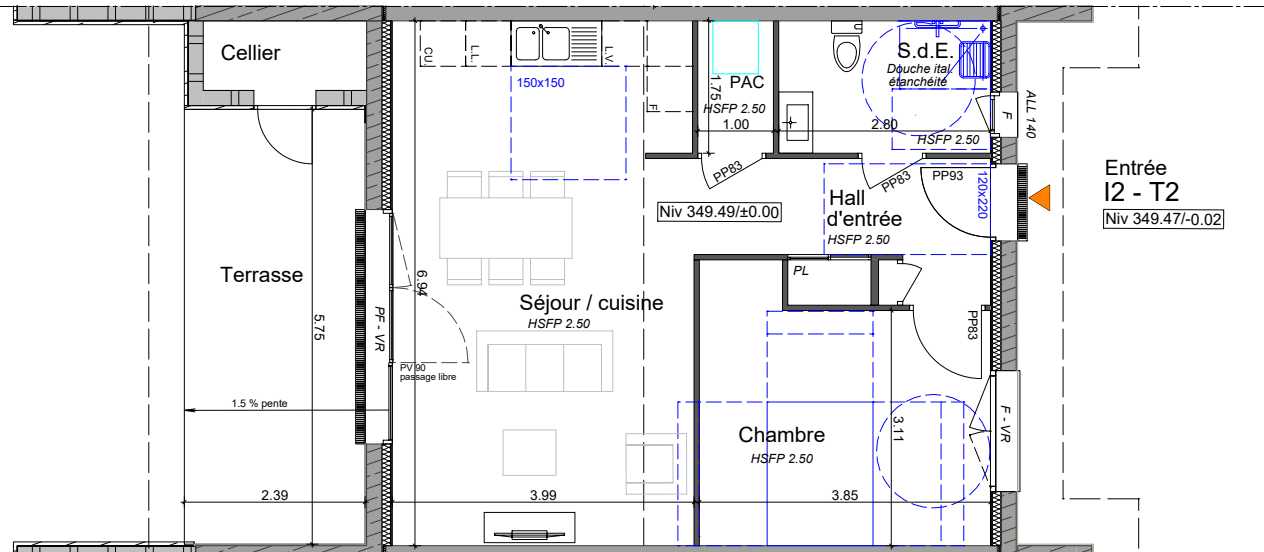 Cellier
CU
L.L.
L.V.
150x150
F
1.75
PAC
HSFP 2.50
1.00
S.d.E.
Douche ital.
étanchéité
2.80
HSFP 2.50
F
ALL 140
PP83
PP83
PP93
120x220
Entrée
I2 - T2
Niv 349.47/-0.02
Niv 349.49/±0.00
Hall
d'entrée
HSFP 2.50
PL
Terrasse
5.75
PF - VR
6.94
Séjour / cuisine
HSFP 2.50
PV 90
passage libre
1.5 % pente
PP83
F - VR
3.11
Chambre
HSFP 2.50
2.39
3.99
3.85